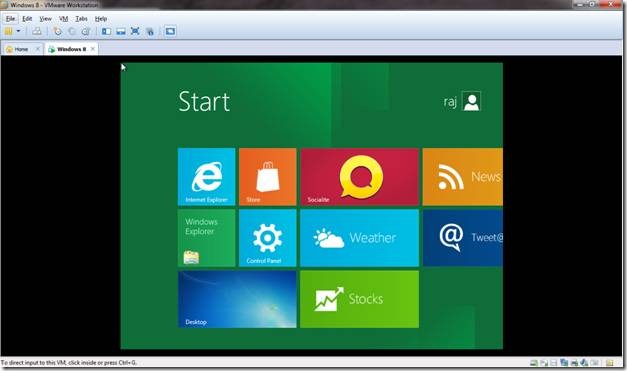 Windows 8 - VMware Workstation
File Edit View VM Tabs Help
Home Windows 8
Start
raj
Internet Explorer
Store
Socialite
News
Windows Explorer
Control Panel
Weather
Tweet@
Desktop
Stocks
To direct input to this VM, click inside or press Ctrl+G.